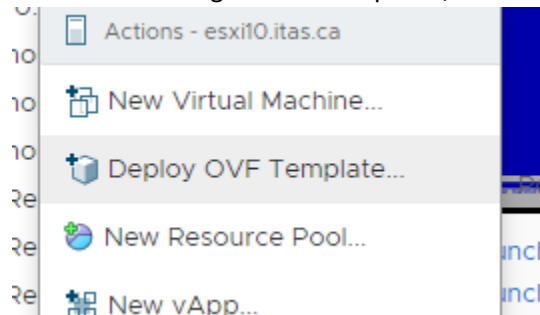 Actions - esxi10.itas.ca
New Virtual Machine...
Deploy OVF Template...
New Resource Pool...
New vApp...